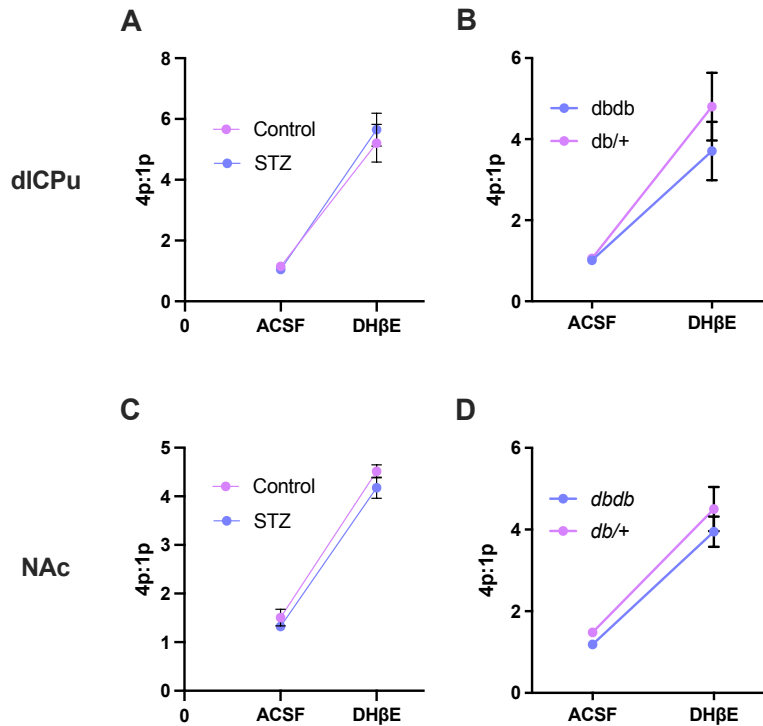 A
B
dlCPu
4p:1p
8
6
4
2
0
Control
STZ
0
ACSF
DHβE
4p:1p
6
4
2
0
dbdb
db/+
ACSF
DHβE
C
D
NAc
4p:1p
5
4
3
2
1
0
Control
STZ
0
ACSF
DHβE
4p:1p
6
4
2
0
dbdb
db/+
ACSF
DHβE